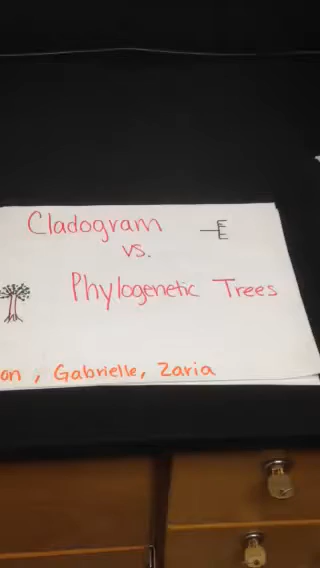 Cladogram
vs.
Phylogenetic Trees
on, Gabrielle, Zaria